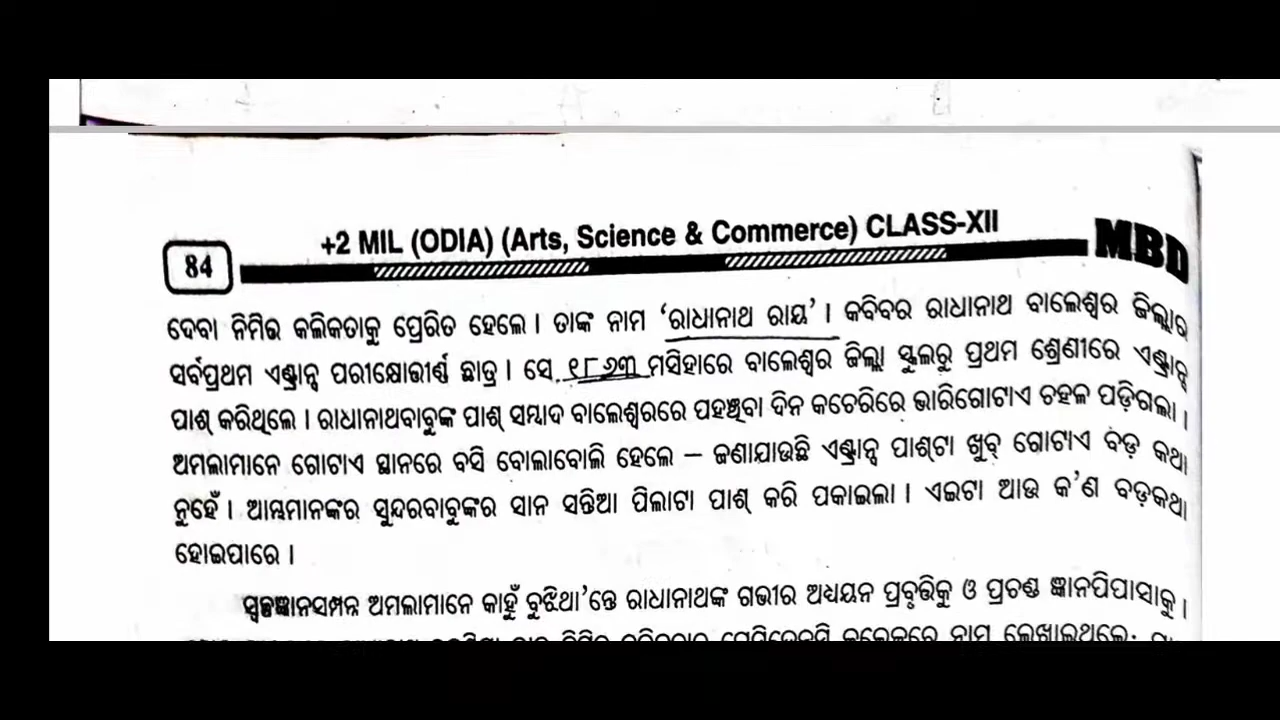 +2 MIL (ODIA) (Arts, Science & Commerce) CLASS-XII
84
MBD
ଦେବା ନିମିତ୍ତ କଲିକତାକୁ ପ୍ରେରିତ ହେଲେ । ତାଙ୍କ ନାମ ‘ରାଧାନାଥ ରାୟ’ । କବିବର ରାଧାନାଥ ବାଲେଶ୍ୱର ଜିଲ୍ଲାର
ସର୍ବପ୍ରଥମ ଏଣ୍ଟ୍ରାନ୍ସ ପରୀକ୍ଷୋତ୍ତୀର୍ଣ୍ଣ ଛାତ୍ର । ସେ ୧୮୬୩ ମସିହାରେ ବାଲେଶ୍ୱର ଜିଲ୍ଲା ସ୍କୁଲରୁ ପ୍ରଥମ ଶ୍ରେଣୀରେ ଏଣ୍ଟ୍ରାନ୍ସ
ପାଶ୍ କରିଥିଲେ । ରାଧାନାଥବାବୁଙ୍କ ପାଶ୍ ସମ୍ବାଦ ବାଲେଶ୍ୱରରେ ପହଞ୍ଚିବା ଦିନ କଚେରିରେ ଭାରିଗୋଟାଏ ଚହଳ ପଡ଼ିଗଲା ।
ଅମଲାମାନେ ଗୋଟାଏ ସ୍ଥାନରେ ବସି ବୋଲାବୋଲି ହେଲେ – ଜଣାଯାଉଛି ଏଣ୍ଟ୍ରାନ୍ସ ପାଶ୍‌ଟା ଖୁବ୍ ଗୋଟାଏ ବଡ଼ କଥା
ନୁହେଁ । ଆମ୍ଭମାନଙ୍କର ସୁନ୍ଦରବାବୁଙ୍କର ସାନ ସନ୍ତିଆ ପିଲାଟା ପାଶ୍ କରି ପକାଇଲା । ଏଇଟା ଆଉ କ’ଣ ବଡ଼କଥା
ହୋଇପାରେ ।
ସ୍ୱଳ୍ପଜ୍ଞାନସମ୍ପନ୍ନ ଅମଲାମାନେ କାହୁଁ ବୁଝିଥା’ନ୍ତେ ରାଧାନାଥଙ୍କ ଗଭୀର ଅଧ୍ୟୟନ ପ୍ରବୃତ୍ତିକୁ ଓ ପ୍ରଚଣ୍ଡ ଜ୍ଞାନପିପାସାକୁ ।
ନାମ ଲେଖାଇଥିଲେ;